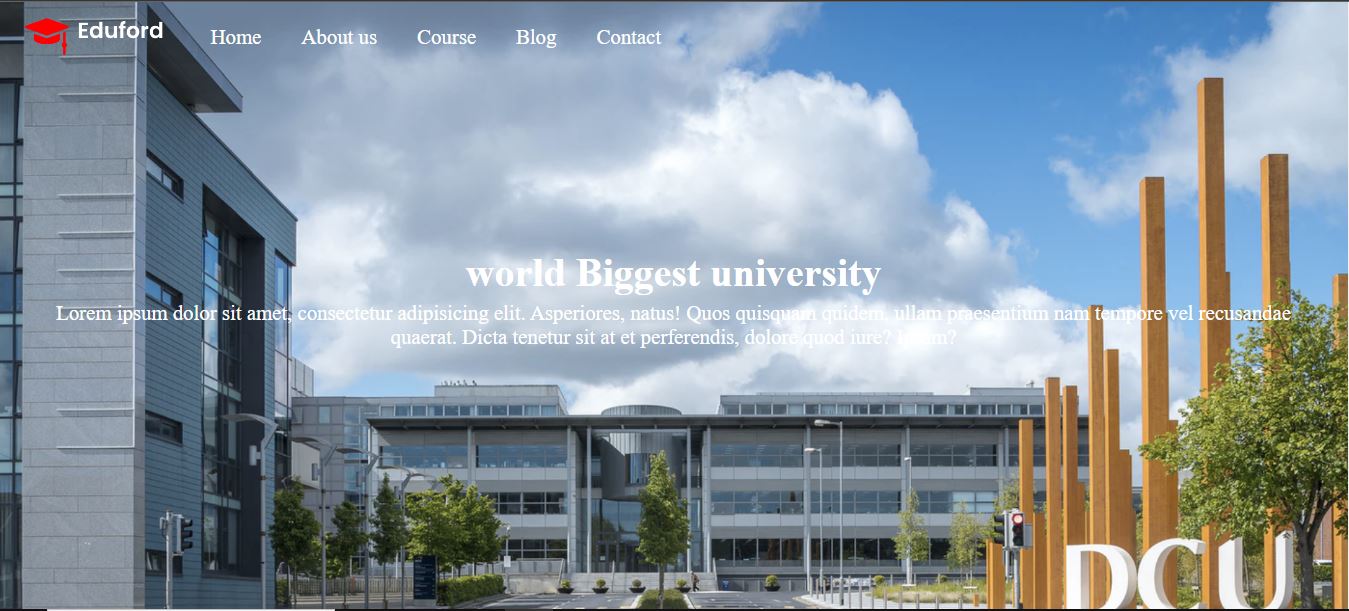 Eduford
Home About us Course Blog Contact
world Biggest university
Lorem ipsum dolor sit amet, consectetur adipisicing elit. Asperiores, natus! Quos quisquam quidem, ullam praesentium nam tempore vel recusandae
quaerat. Dicta tenetur sit at et perferendis, dolore quod iure? Ipsum?
DCU